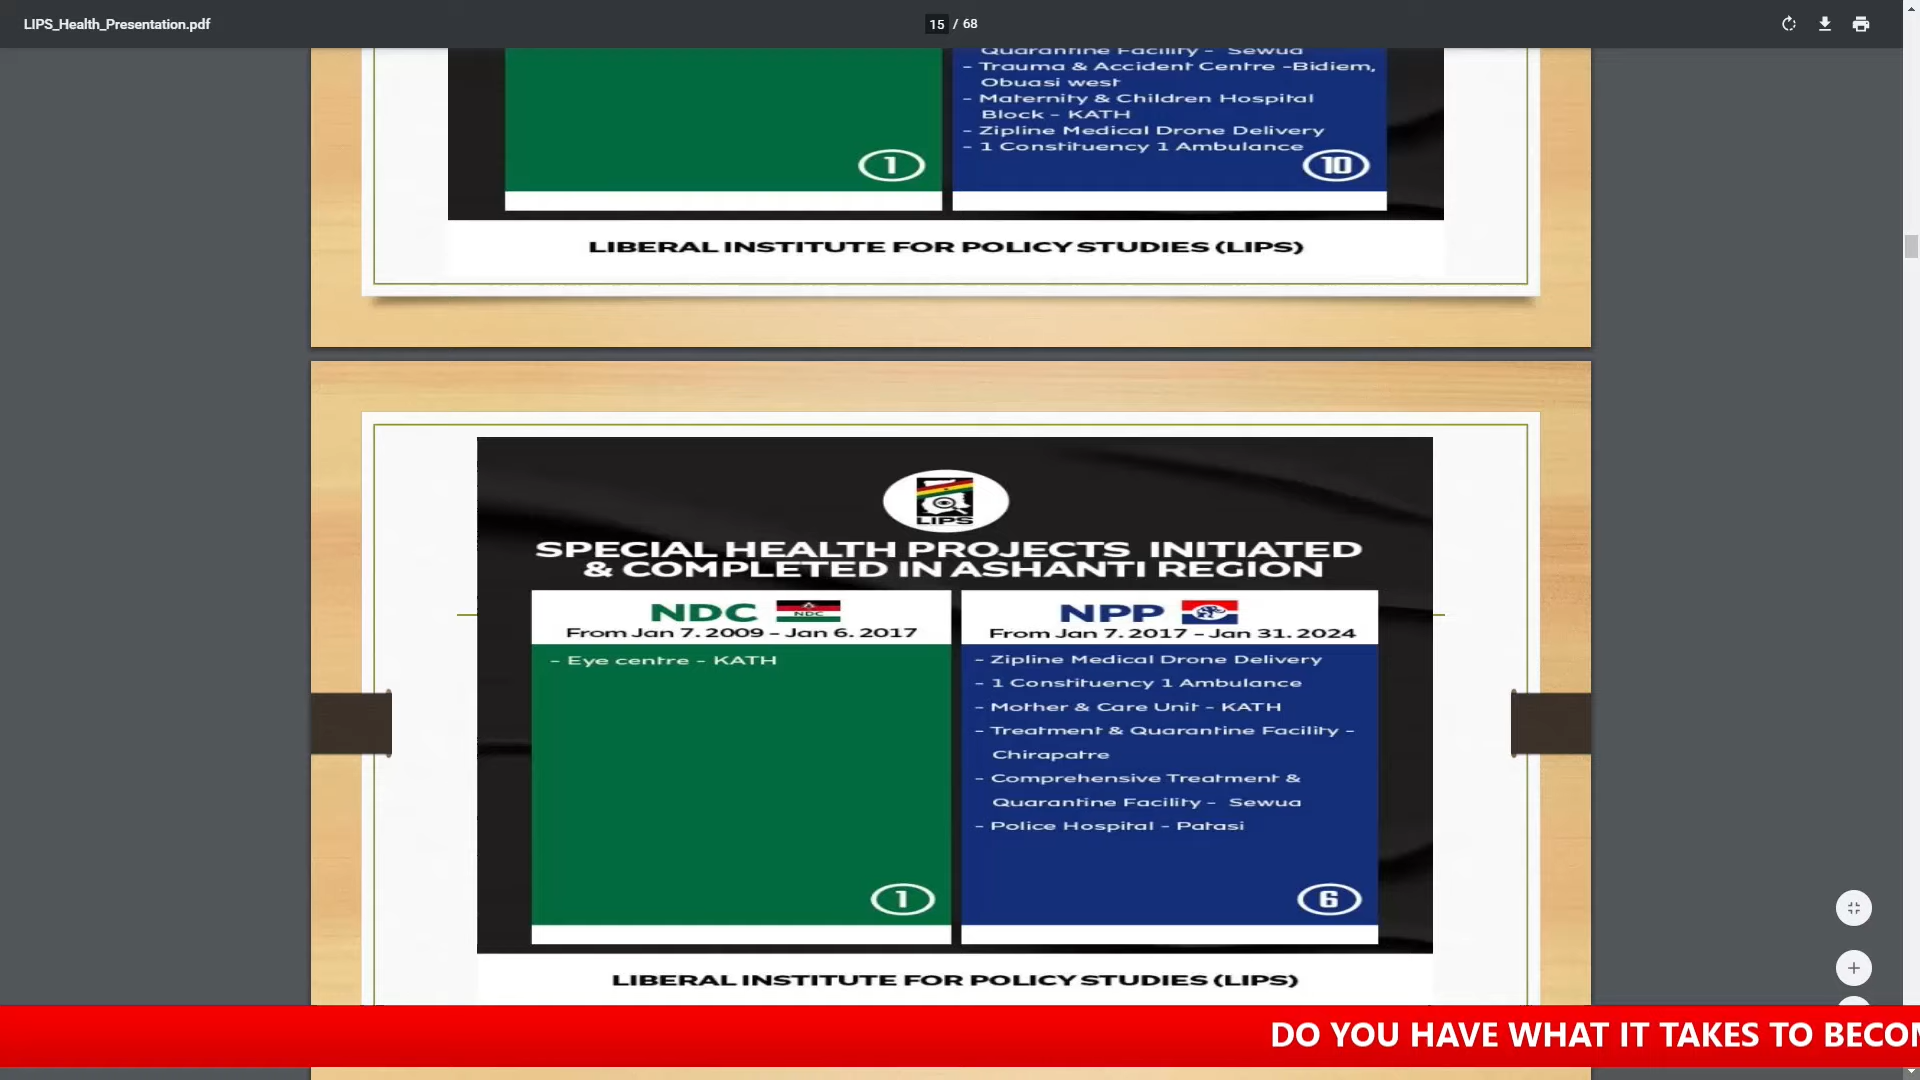 LIPS_Health_Presentation.pdf
15 / 68
Quarantine Facility - Sewua
- Trauma & Accident Centre -Bidiem,
Obuasi west
- Maternity & Children Hospital
Block - KATH
- Zipline Medical Drone Delivery
- 1 Constituency 1 Ambulance
1
10
LIBERAL INSTITUTE FOR POLICY STUDIES (LIPS)
LIPS
SPECIAL HEALTH PROJECTS INITIATED
& COMPLETED IN ASHANTI REGION
NDC NDC
From Jan 7. 2009 - Jan 6. 2017
- Eye centre - KATH
1
NPP
From Jan 7. 2017 - Jan 31. 2024
- Zipline Medical Drone Delivery
- 1 Constituency 1 Ambulance
- Mother & Care Unit - KATH
- Treatment & Quarantine Facility -
Chirapatre
- Comprehensive Treatment &
Quarantine Facility - Sewua
- Police Hospital - Patasi
6
LIBERAL INSTITUTE FOR POLICY STUDIES (LIPS)
DO YOU HAVE WHAT IT TAKES TO BECOM